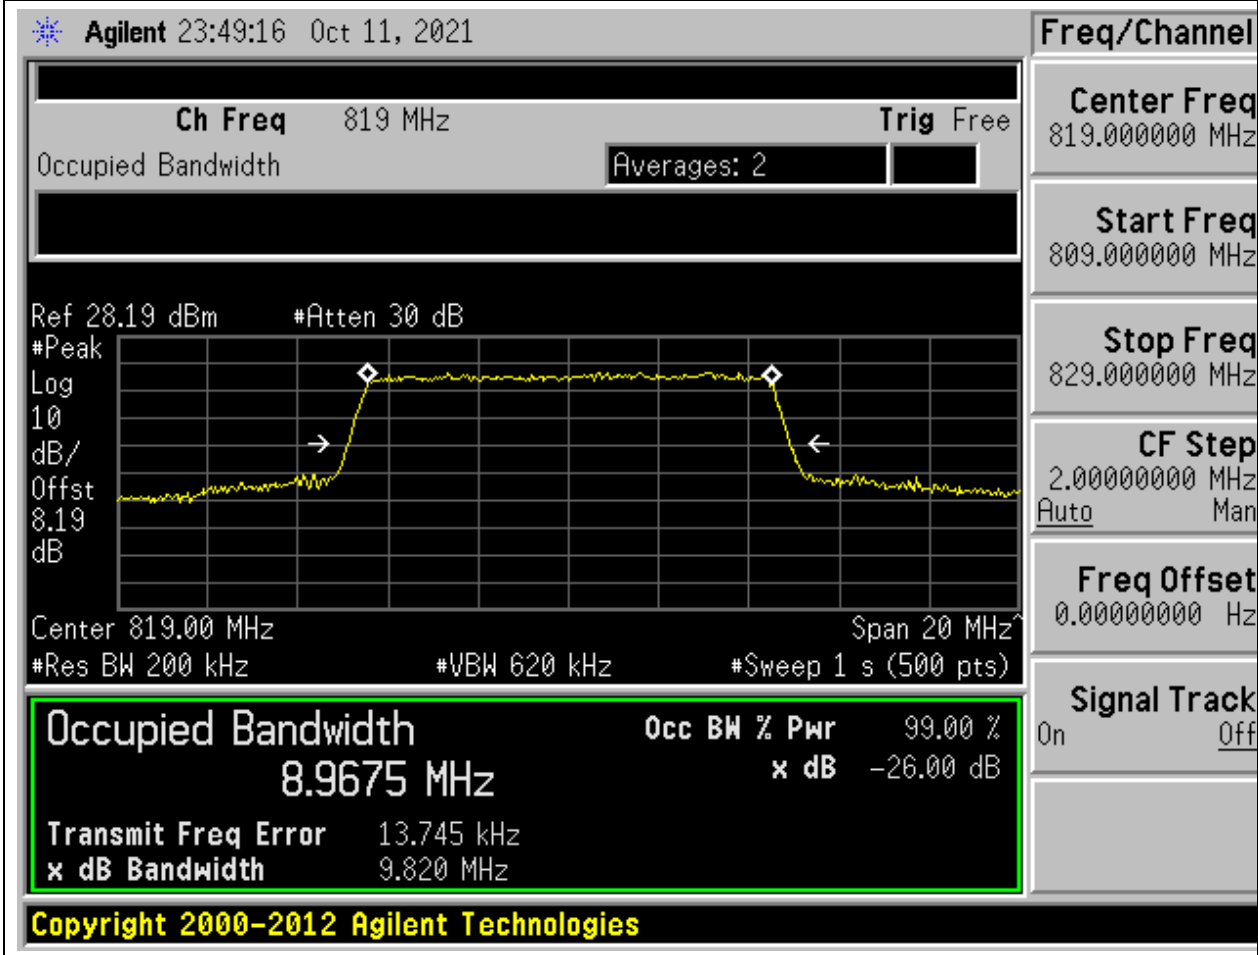 Agilent 23:49:16 Oct 11, 2021
Freq/Channel
Ch Freq 819 MHz Trig Free
Occupied Bandwidth Averages: 2
Ref 28.19 dBm #Atten 30 dB
#Peak
Log
10
dB/
Offst
8.19
dB
Center 819.00 MHz Span 20 MHz^
#Res BW 200 kHz #VBW 620 kHz #Sweep 1 s (500 pts)
Occupied Bandwidth Occ BW % Pwr 99.00 %
8.9675 MHz x dB -26.00 dB
Transmit Freq Error 13.745 kHz
x dB Bandwidth 9.820 MHz
Center Freq
819.000000 MHz
Start Freq
809.000000 MHz
Stop Freq
829.000000 MHz
CF Step
2.00000000 MHz
Auto Man
Freq Offset
0.00000000 Hz
Signal Track
On Off
Copyright 2000-2012 Agilent Technologies